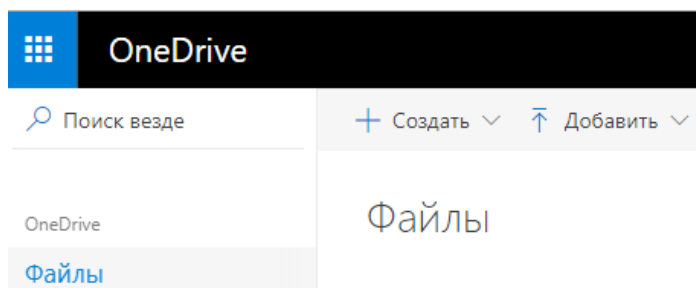 OneDrive
Поиск везде
Создать
Добавить
OneDrive
Файлы
Файлы